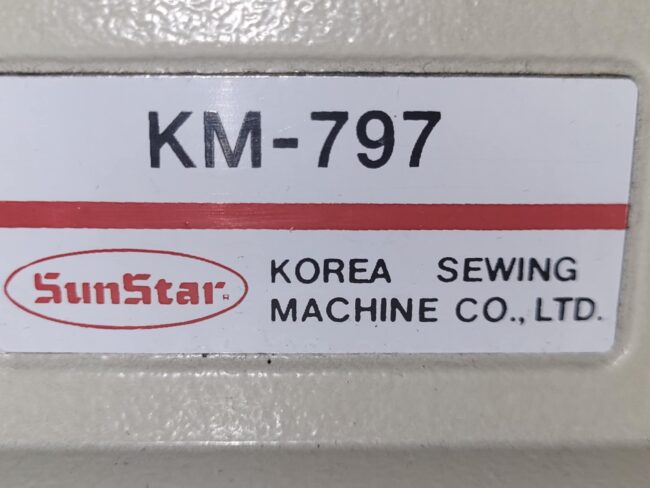 KM-797
SunStar®
KOREA SEWING
MACHINE CO., LTD.